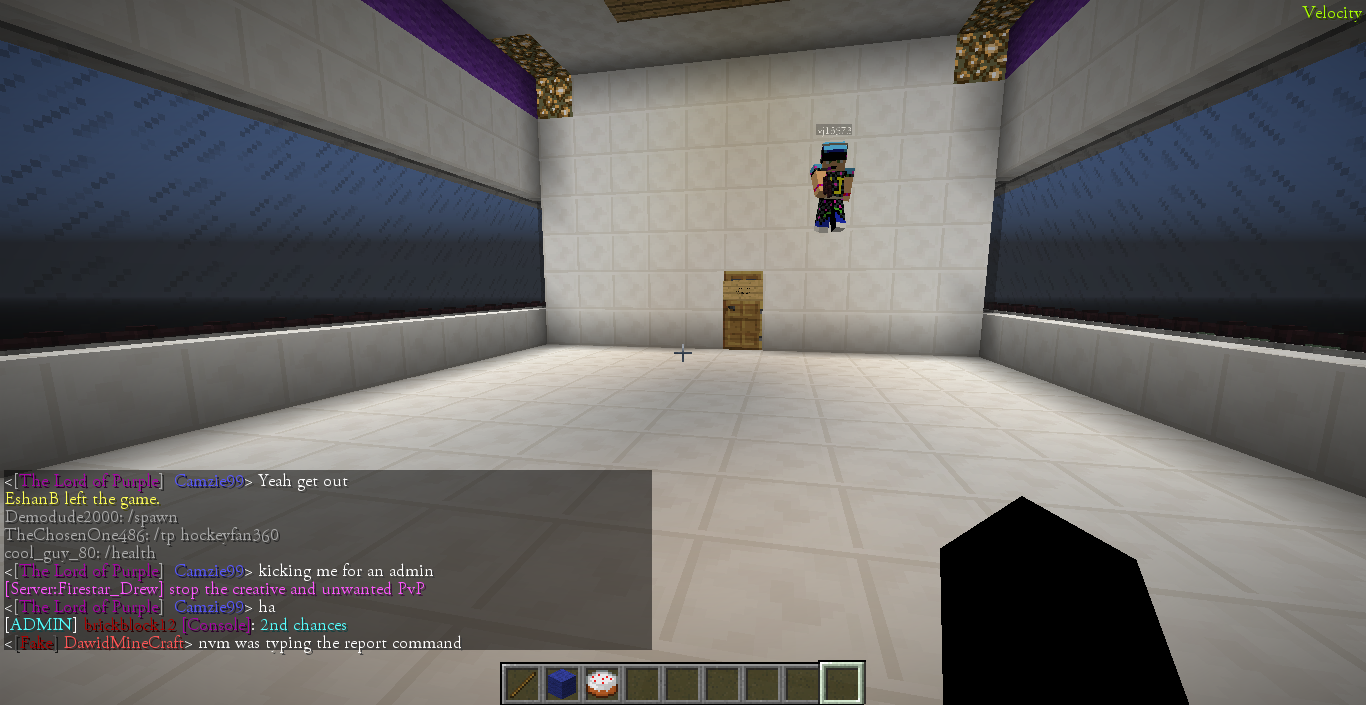 Velocity
<[The Lord of Purple] Camzie99> Yeah get out
EshanB left the game.
Demodude2000: /spawn
TheChosenOne486: /tp hockeyfan360
cool_guy_80: /health
<[The Lord of Purple] Camzie99> kicking me for an admin
[Server:Firestar_Drew] stop the creative and unwanted PvP
<[The Lord of Purple] Camzie99> ha
[ADMIN] brickblock12 [Console]: 2nd chances
<[Fake] DawidMineCraft> nvm was typing the report command